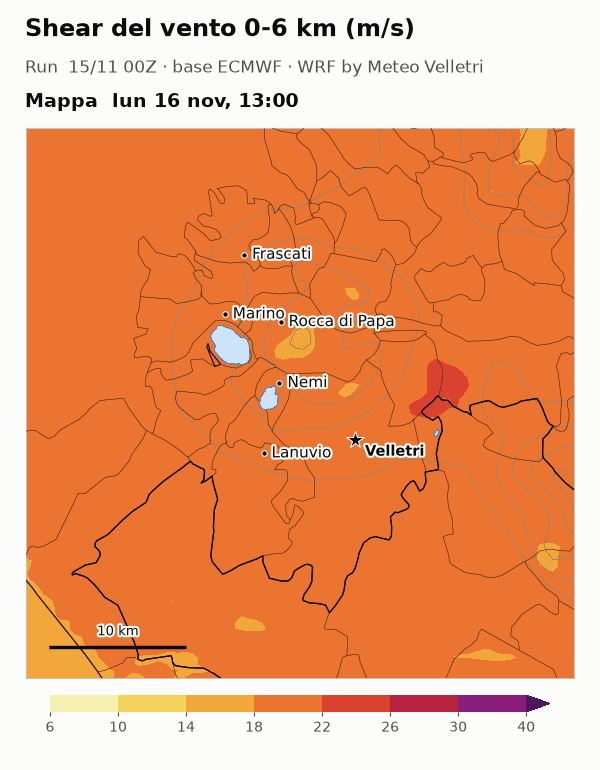 Shear del vento 0-6 km (m/s)
Run  15/11 00Z · base ECMWF · WRF by Meteo Velletri
Mappa  lun 16 nov, 13:00
Frascati
Marino
Rocca di Papa
Nemi
Velletri
Lanuvio
10 km
6 10 14 18 22 26 30 40